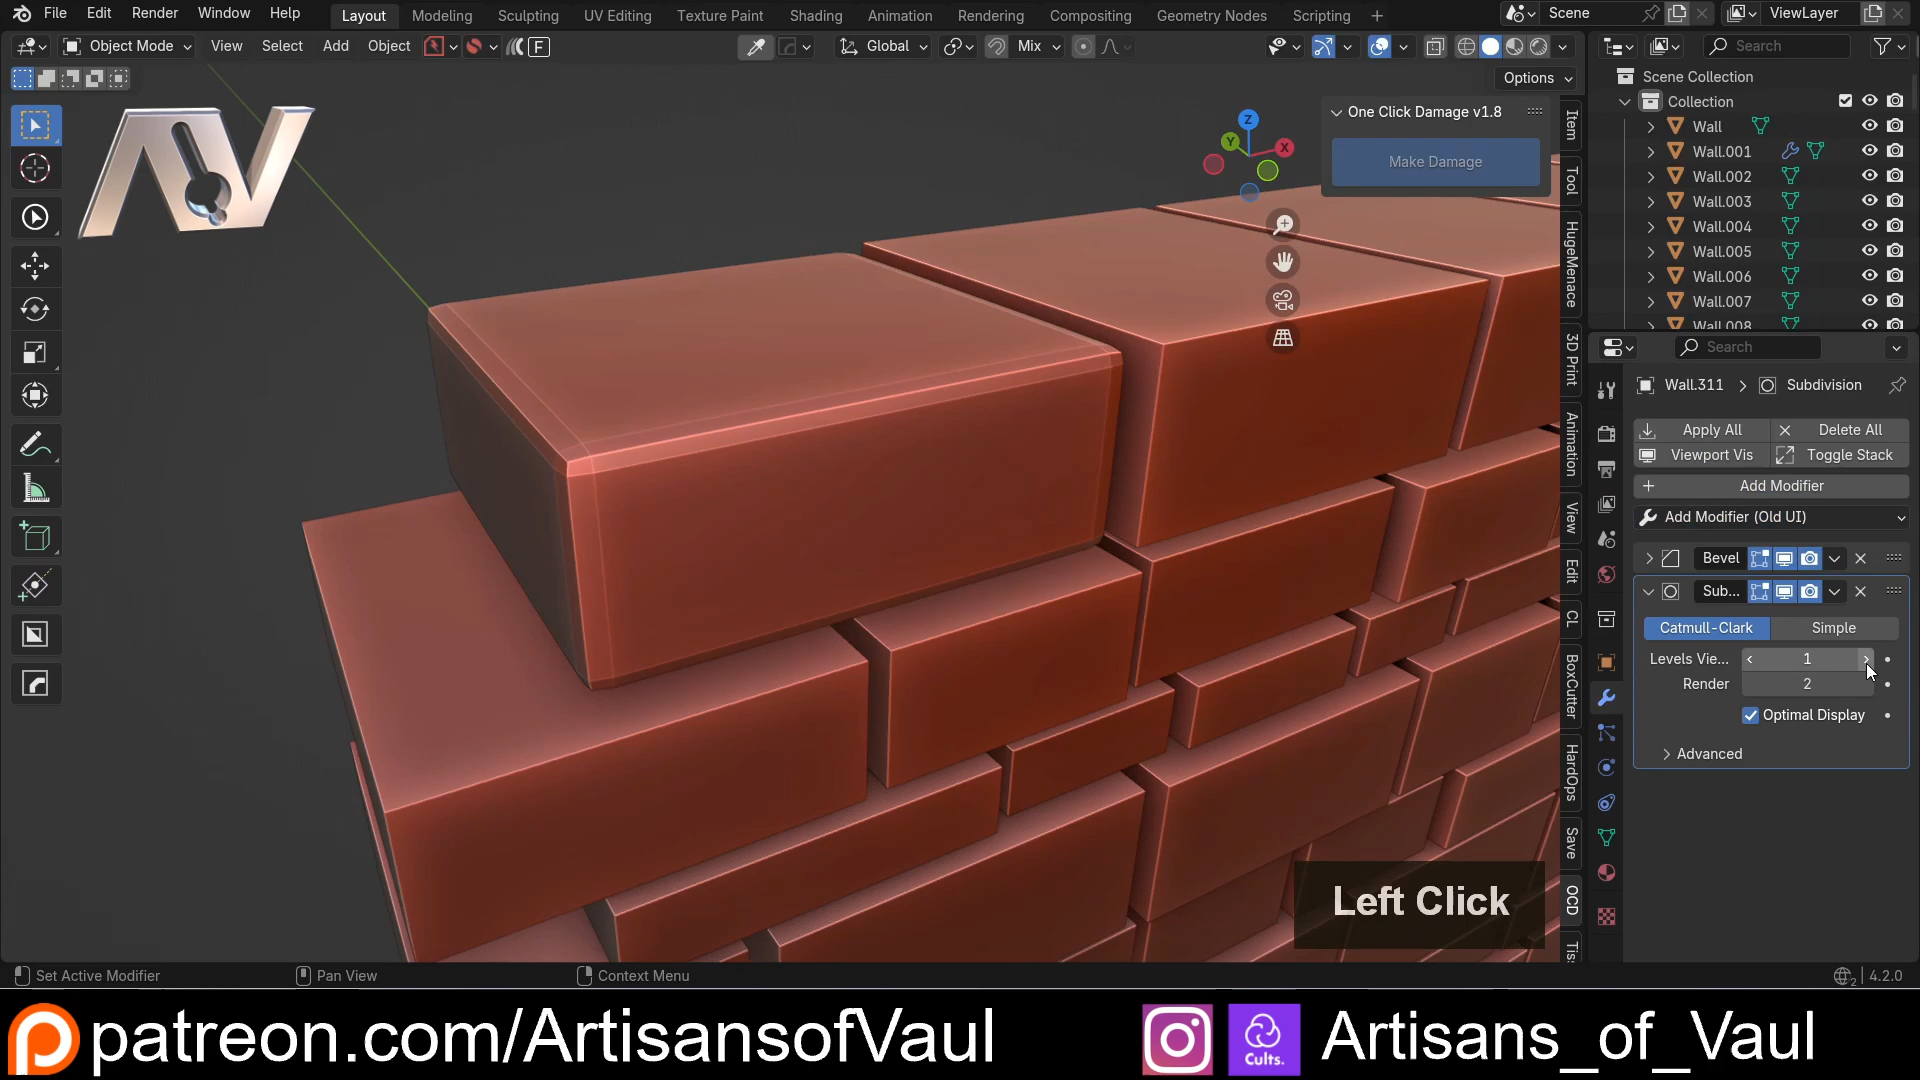 File Edit Render Window Help Layout Modeling Sculpting UV Editing Texture Paint Shading Animation Rendering Compositing Geometry Nodes Scripting + Scene ViewLayer
Object Mode View Select Add Object F Global Mix Search
Options
Scene Collection
Collection
Wall
Wall.001
Wall.002
Wall.003
Wall.004
Wall.005
Wall.006
Wall.007
Wall.008
AV
One Click Damage v1.8
Make Damage
Z
Y
X
Item
Tool
HugeMenace
3D Print
Animation
View
Edit
CL
BoxCutter
HardOps
Save
OCD
Search
Wall.311 > Subdivision
Apply All Delete All
Viewport Vis Toggle Stack
Add Modifier
Add Modifier (Old UI)
Bevel
Sub...
Catmull-Clark Simple
Levels Vie... 1
Render 2
Optimal Display
Advanced
Left Click
Set Active Modifier Pan View Context Menu 2 4.2.0
patreon.com/ArtisansofVaul Cults. Artisans_of_Vaul